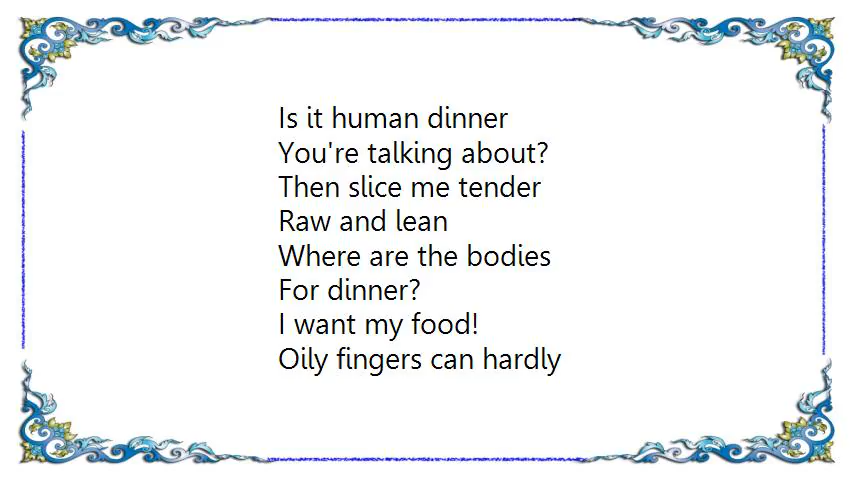 Is it human dinner
You're talking about?
Then slice me tender
Raw and lean
Where are the bodies
For dinner?
I want my food!
Oily fingers can hardly